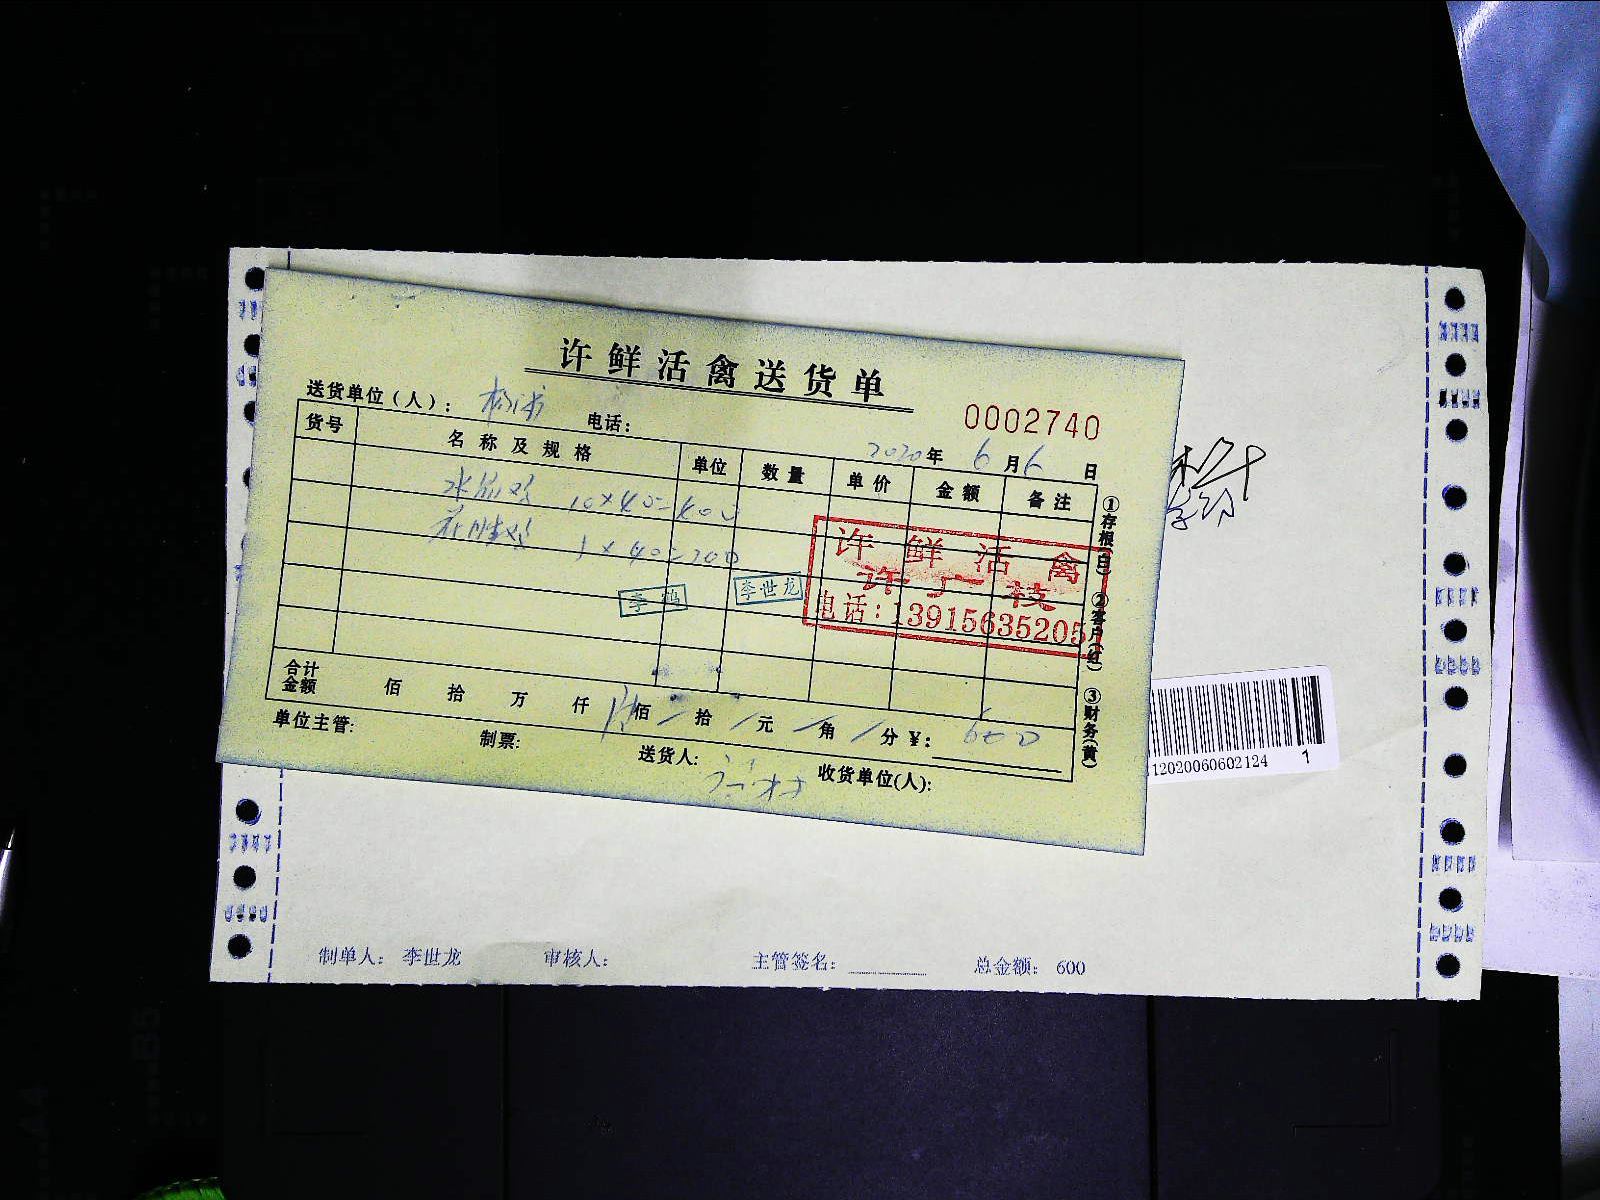 许鲜活禽送货单
送货单位(人):
电话:
0002740
2020年 6月6日
货号 名称及规格 单位 数量 单价 金额 备注
水晶鸡 10×40=400
40=200
李世龙
许鲜活禽
许广枝
电话:13915635205
①存根(白) ②客户(红) ③财务(黄)
合计金额 佰 拾 万 仟 陆佰 拾 元 角 分 ¥: 600
单位主管: 制票: 送货人: 收货单位(人):
12020060602124 1
制单人: 李世龙 审核人: 主管签名: 总金额: 600